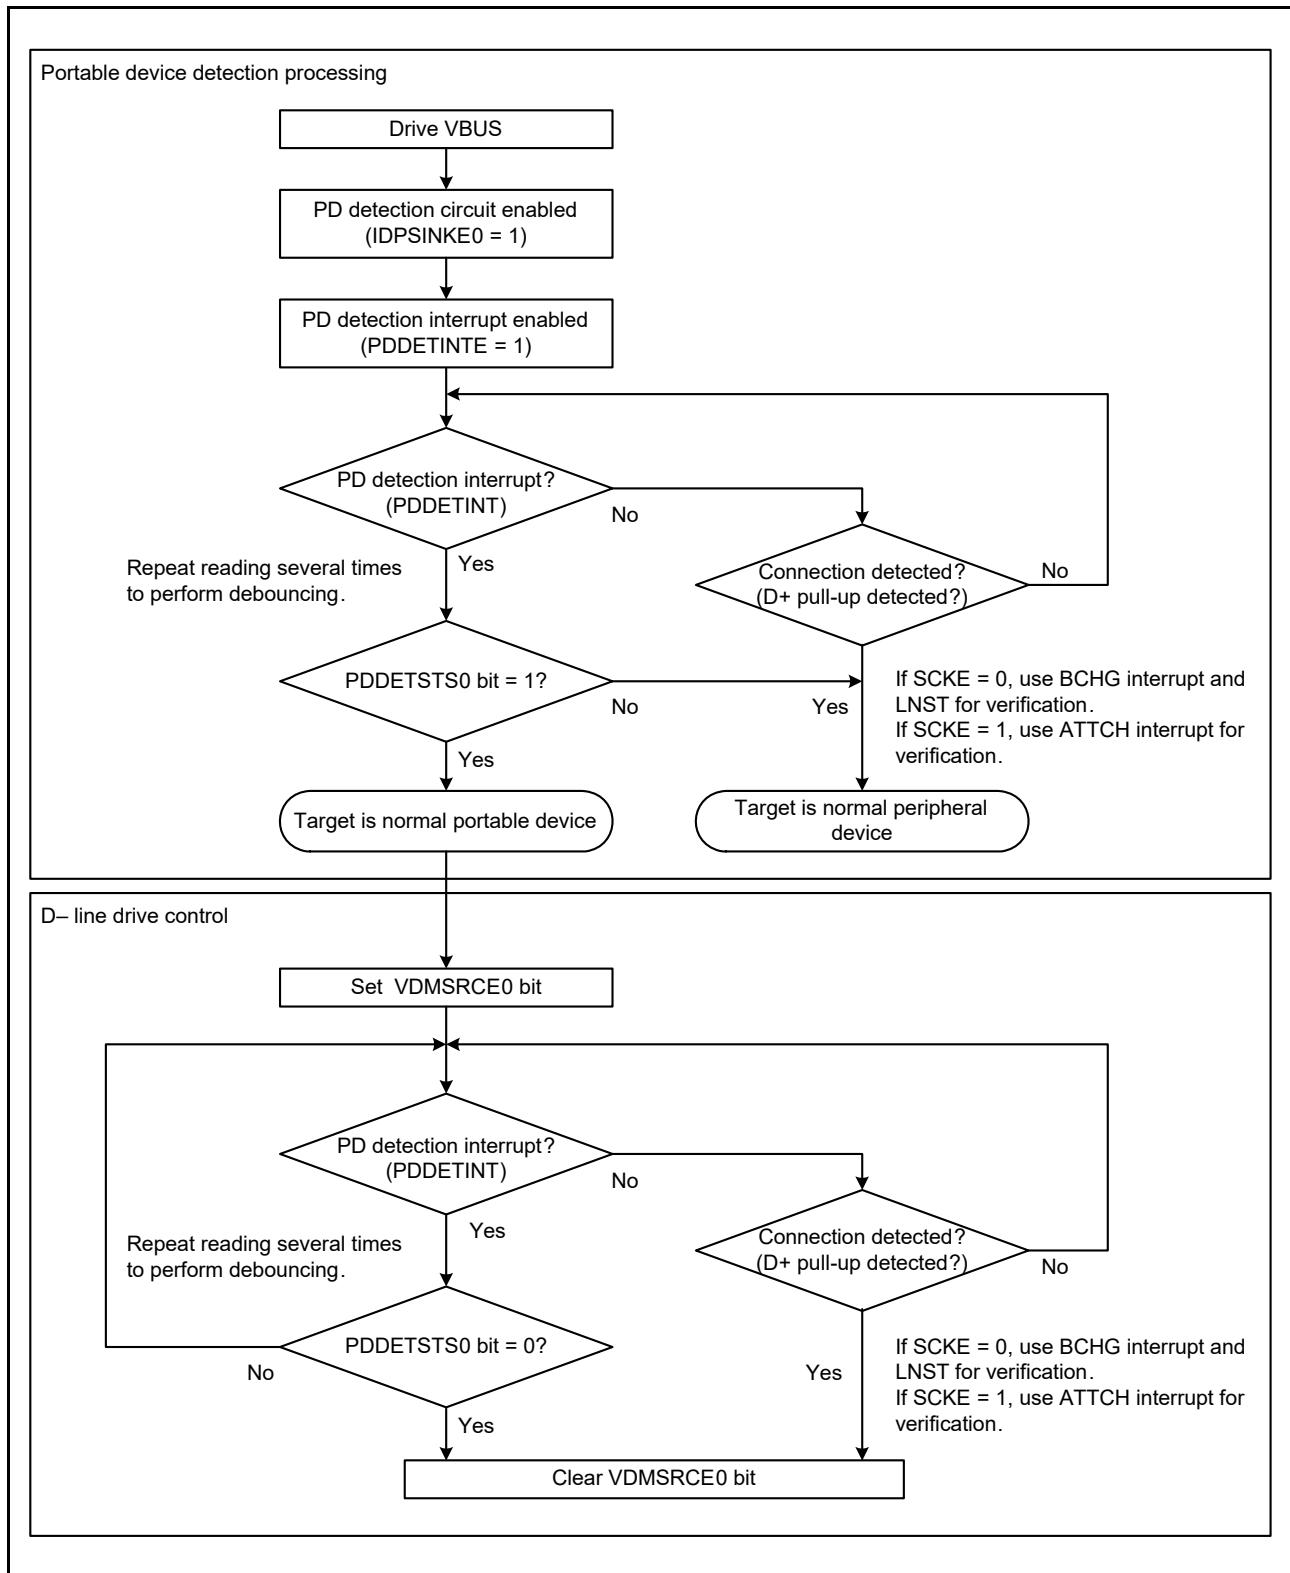 Portable device detection processing
Drive VBUS
PD detection circuit enabled
(IDPSINKE0 = 1)
PD detection interrupt enabled
(PDDETINTE = 1)
PD detection interrupt?
(PDDETINT)
No
Yes
Repeat reading several times
to perform debouncing.
Connection detected?
(D+ pull-up detected?)
No
PDDETSTS0 bit = 1?
No
Yes
If SCKE = 0, use BCHG interrupt and
LNST for verification.
If SCKE = 1, use ATTCH interrupt for
verification.
Yes
Target is normal portable device
Target is normal peripheral
device
D– line drive control
Set VDMSRCE0 bit
PD detection interrupt?
(PDDETINT)
No
Yes
Repeat reading several times
to perform debouncing.
Connection detected?
(D+ pull-up detected?)
No
PDDETSTS0 bit = 0?
No
Yes
Yes
If SCKE = 0, use BCHG interrupt and
LNST for verification.
If SCKE = 1, use ATTCH interrupt for
verification.
Clear VDMSRCE0 bit